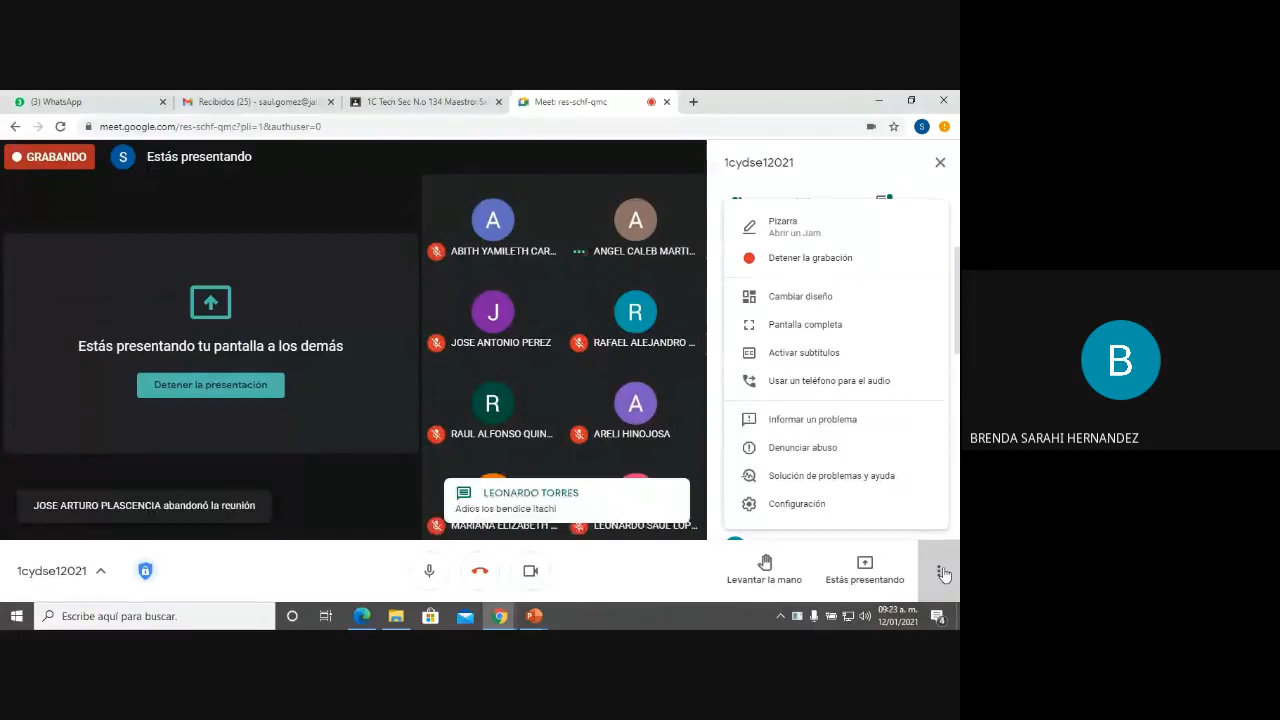 (3) WhatsApp
Recibidos (25) - saul.gomez@jal
1C Tech Sec N.o 134 Maestro: Sa
Meet: res-schf-qmc
meet.google.com/res-schf-qmc?pli=1&authuser=0
S
GRABANDO
S
Estás presentando
1cydse12021
A
ABITH YAMILETH CAR...
A
ANGEL CALEB MARTI...
J
JOSE ANTONIO PEREZ
R
RAFAEL ALEJANDRO ...
R
RAUL ALFONSO QUIN...
A
ARELI HINOJOSA
MARIANA ELIZABETH ...
LEONARDO SAUL LOP...
Estás presentando tu pantalla a los demás
Detener la presentación
LEONARDO TORRES
Adios los bendice itachi
JOSE ARTURO PLASCENCIA abandonó la reunión
Pizarra
Abrir un Jam
Detener la grabación
Cambiar diseño
Pantalla completa
Activar subtítulos
Usar un teléfono para el audio
Informar un problema
Denunciar abuso
Solución de problemas y ayuda
Configuración
1cydse12021
Levantar la mano
Estás presentando
Escribe aquí para buscar.
09:23 a. m.
12/01/2021
4
B
BRENDA SARAHI HERNANDEZ